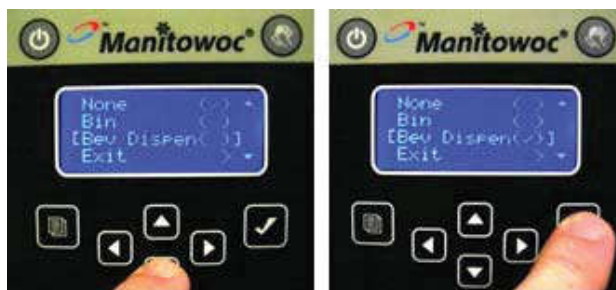 Manitowoc®
None (✓)
Bin ( )
[Bev Dispen( )]
Exit >
Manitowoc®
None ( )
Bin ( )
[Bev Dispen(✓)]
Exit >